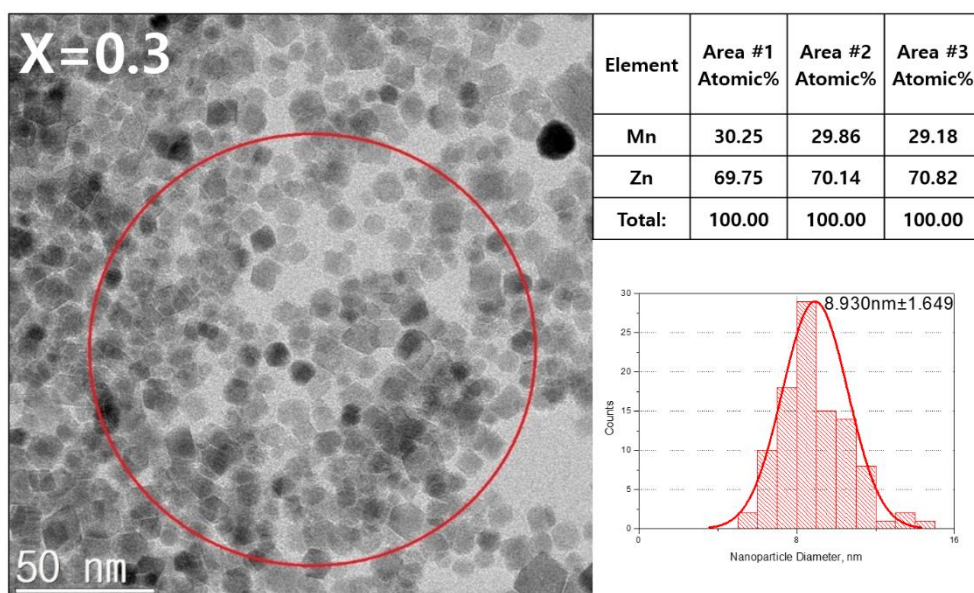 X=0.3
50 nm
Element Area #1 Atomic% Area #2 Atomic% Area #3 Atomic%
Mn 30.25 29.86 29.18
Zn 69.75 70.14 70.82
Total: 100.00 100.00 100.00
8.930nm±1.649
30
25
20
15
10
5
0
Counts
0 8 16
Nanoparticle Diameter, nm